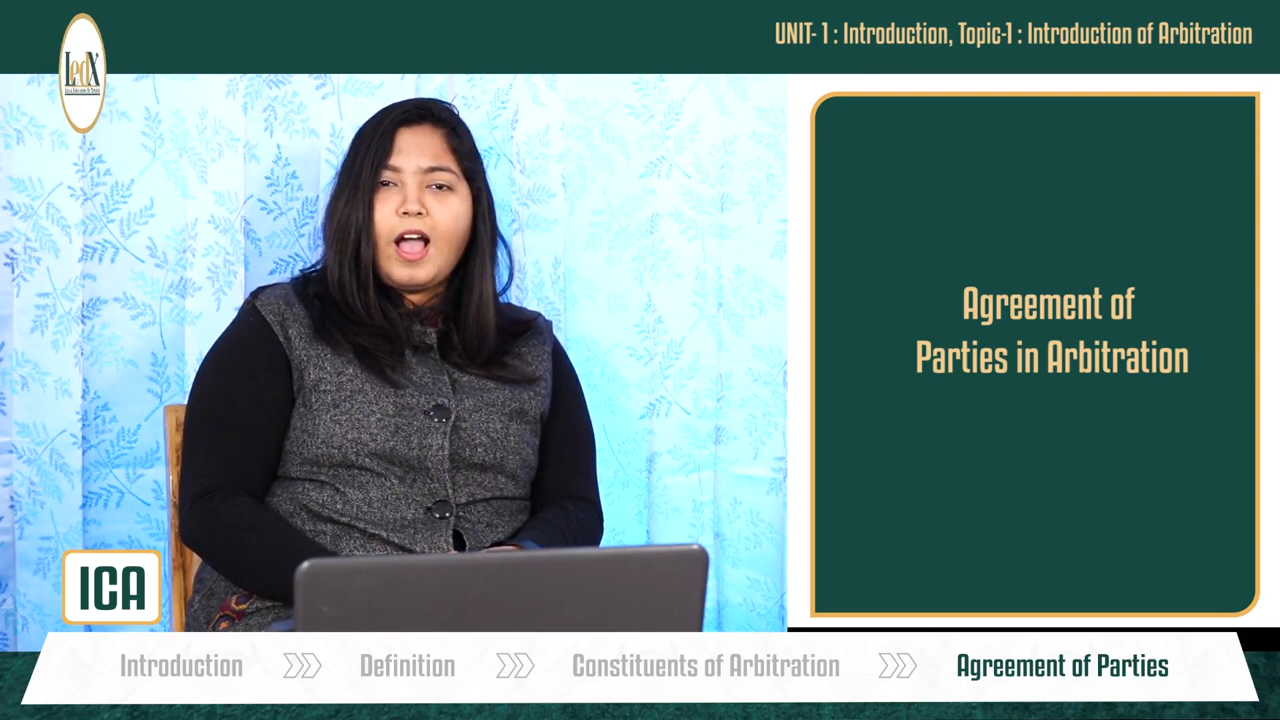 UNIT- 1 : Introduction, Topic-1 : Introduction of Arbitration
LedX
Agreement of
Parties in Arbitration
ICA
Introduction
Definition
Constituents of Arbitration
Agreement of Parties